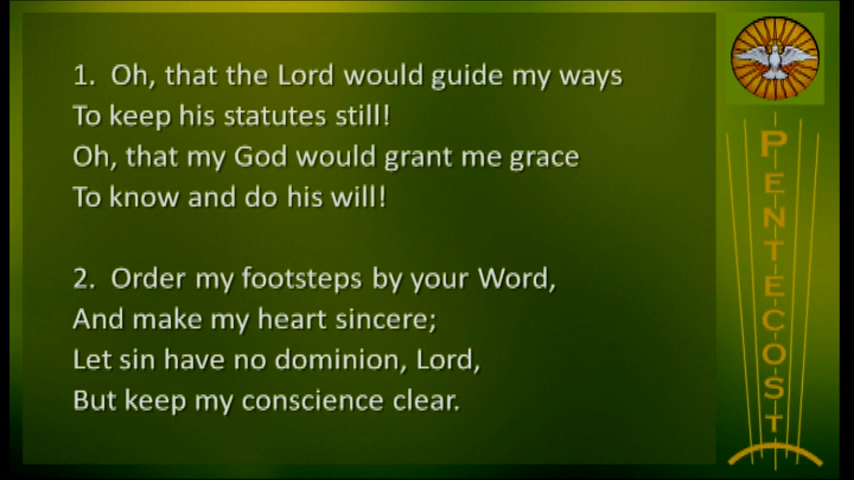 1. Oh, that the Lord would guide my ways
To keep his statutes still!
Oh, that my God would grant me grace
To know and do his will!
2. Order my footsteps by your Word,
And make my heart sincere;
Let sin have no dominion, Lord,
But keep my conscience clear.
PENTECOST